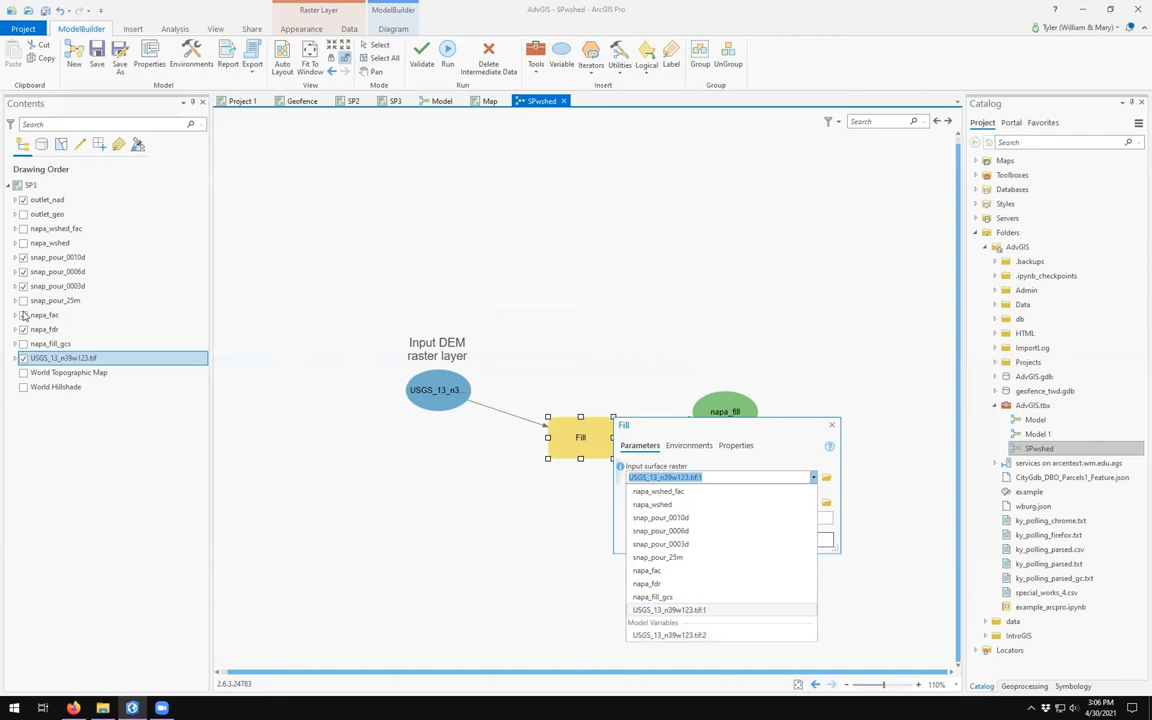 Raster Layer
ModelBuilder
AdvGIS - SPwshed - ArcGIS Pro
Project
ModelBuilder
Insert
Analysis
View
Share
Appearance
Data
Diagram
Tyler (William & Mary)
Paste
Cut
Copy
New
Save
Save As
Properties
Environments
Report
Export
Auto Layout
Fit To Window
Select
Select All
Pan
Validate
Run
Delete Intermediate Data
Tools
Variable
Iterators
Utilities
Logical
Label
Group
UnGroup
Clipboard
Model
View
Mode
Run
Insert
Group
Contents
Search
Drawing Order
SP3
outlet_nad
outlet_geo
napa_wshed_fac
napa_wshed
snap_pour_0010d
snap_pour_0006d
snap_pour_0003d
snap_pour_25m
napa_fac
napa_fdr
napa_fill_gcs
USGS_13_n39w123.tif
World Topographic Map
World Hillshade
Project 1
Geofence
SP2
SP3
Model
Map
SPwshed
Search
Input DEM
raster layer
USGS_13_n3...
Fill
napa_fill
Fill
Parameters
Environments
Properties
Input surface raster
USGS_13_n39w123.tif:1
napa_wshed_fac
napa_wshed
snap_pour_0010d
snap_pour_0006d
snap_pour_0003d
snap_pour_25m
napa_fac
napa_fdr
napa_fill_gcs
USGS_13_n39w123.tif:1
Model Variables
USGS_13_n39w123.tif:2
2.6.3.24783
110%
Catalog
Project
Portal
Favorites
Search
Maps
Toolboxes
Databases
Styles
Servers
Folders
AdvGIS
.backups
.ipynb_checkpoints
Admin
Data
db
HTML
ImportLog
Projects
AdvGIS.gdb
geofence_twd.gdb
AdvGIS.tbx
Model
Model 1
SPwshed
services on arcentext.wm.edu.ags
CityGdb_DBO_Parcels1_Feature.json
example
wburg.json
ky_polling_chrome.txt
ky_polling_firefox.txt
ky_polling_parsed.csv
ky_polling_parsed.txt
ky_polling_parsed_gc.txt
special_works_4.csv
example_arcpro.ipynb
data
IntroGIS
Locators
Catalog
Geoprocessing
Symbology
3:06 PM
4/30/2021